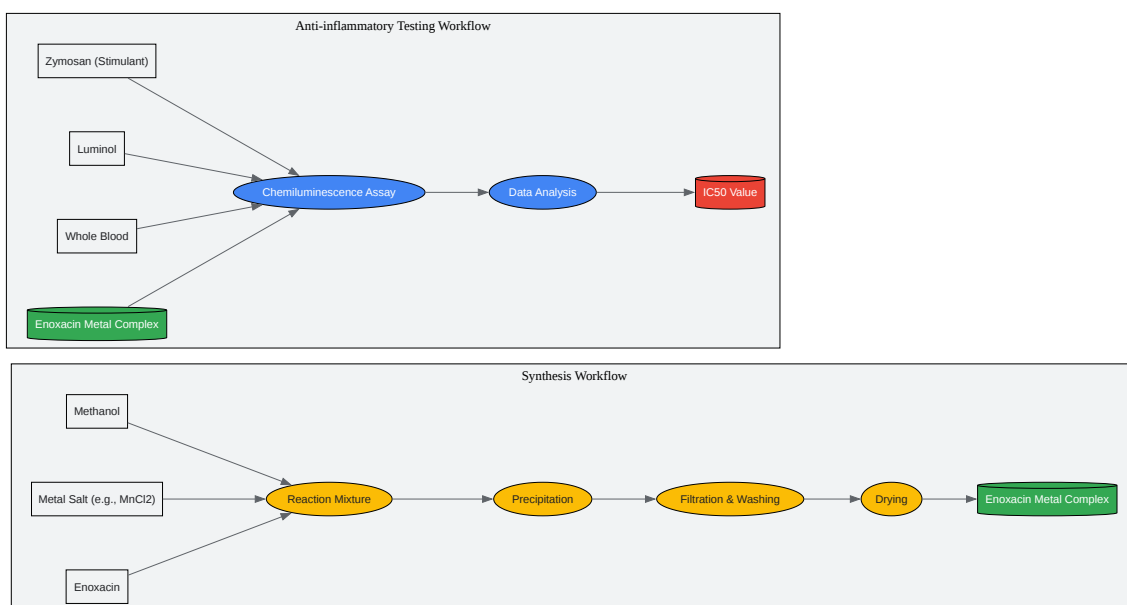 Anti-inflammatory Testing Workflow
Zymosan (Stimulant)
Luminol
Chemiluminescence Assay
Data Analysis
IC50 Value
Whole Blood
Enoxacin Metal Complex
Synthesis Workflow
Methanol
Metal Salt (e.g., MnCl2)
Reaction Mixture
Precipitation
Filtration & Washing
Drying
Enoxacin Metal Complex
Enoxacin